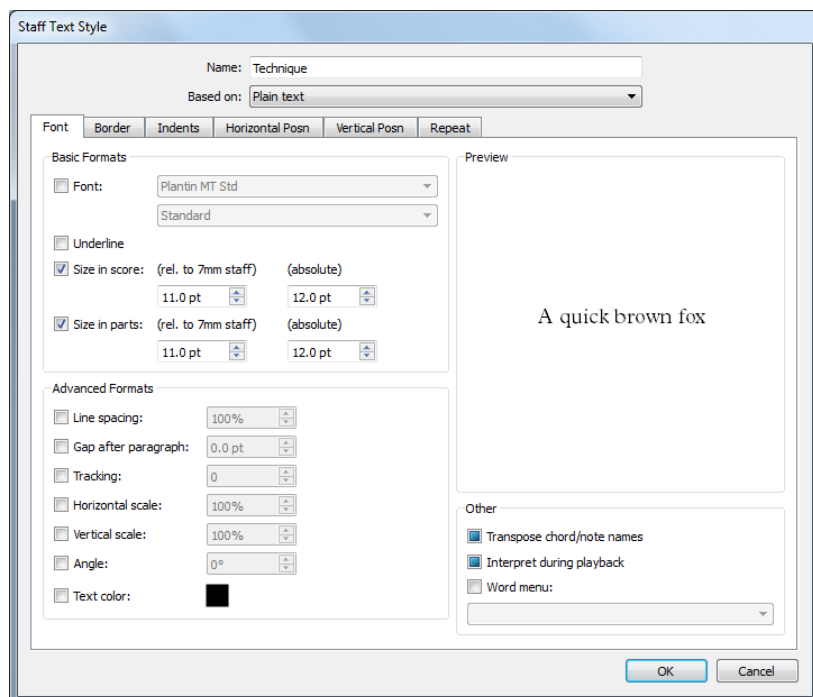 Staff Text Style
Name: Technique
Based on: Plain text
Font Border Indents Horizontal Posn Vertical Posn Repeat
Basic Formats
Font: Plantin MT Std
Standard
Underline
Size in score: (rel. to 7mm staff) (absolute)
11.0 pt 12.0 pt
Size in parts: (rel. to 7mm staff) (absolute)
11.0 pt 12.0 pt
Advanced Formats
Line spacing: 100%
Gap after paragraph: 0.0 pt
Tracking: 0
Horizontal scale: 100%
Vertical scale: 100%
Angle: 0°
Text color:
Preview
A quick brown fox
Other
Transpose chord/note names
Interpret during playback
Word menu:
OK Cancel